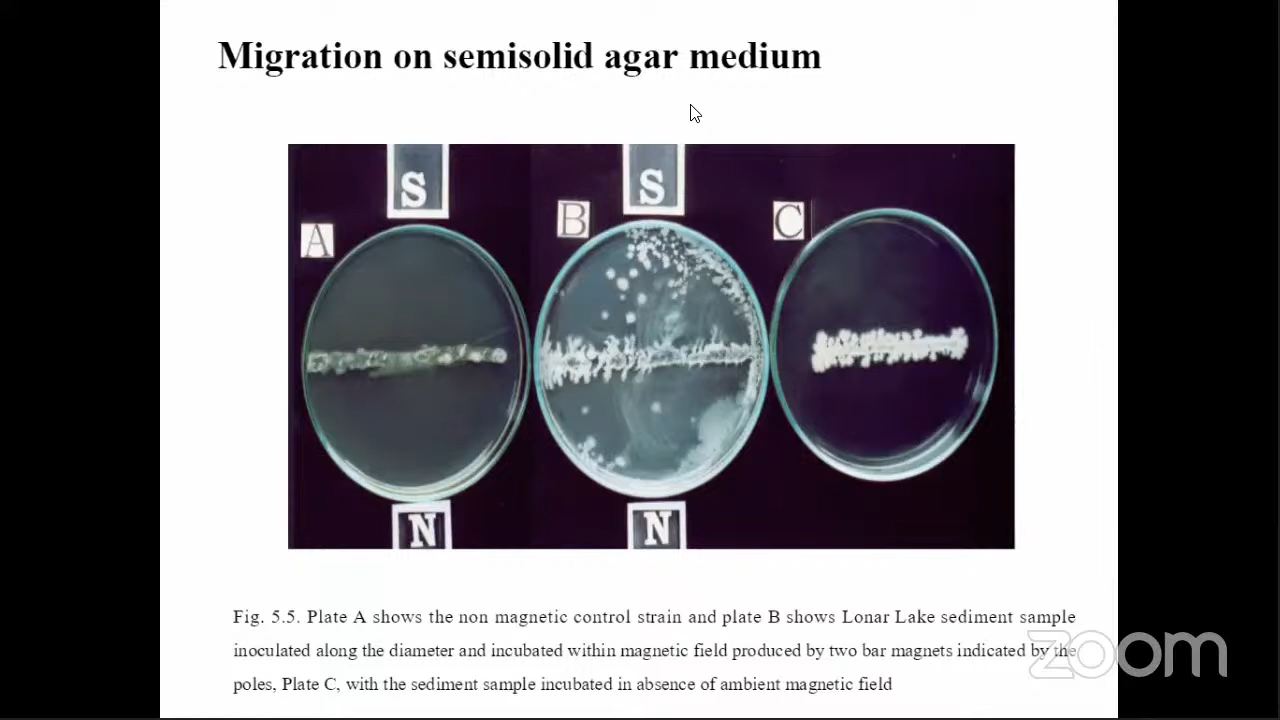 Migration on semisolid agar medium
S
S
A
B
C
N
N
Fig. 5.5. Plate A shows the non magnetic control strain and plate B shows Lonar Lake sediment sample
inoculated along the diameter and incubated within magnetic field produced by two bar magnets indicated by the
poles, Plate C, with the sediment sample incubated in absence of ambient magnetic field
zoom